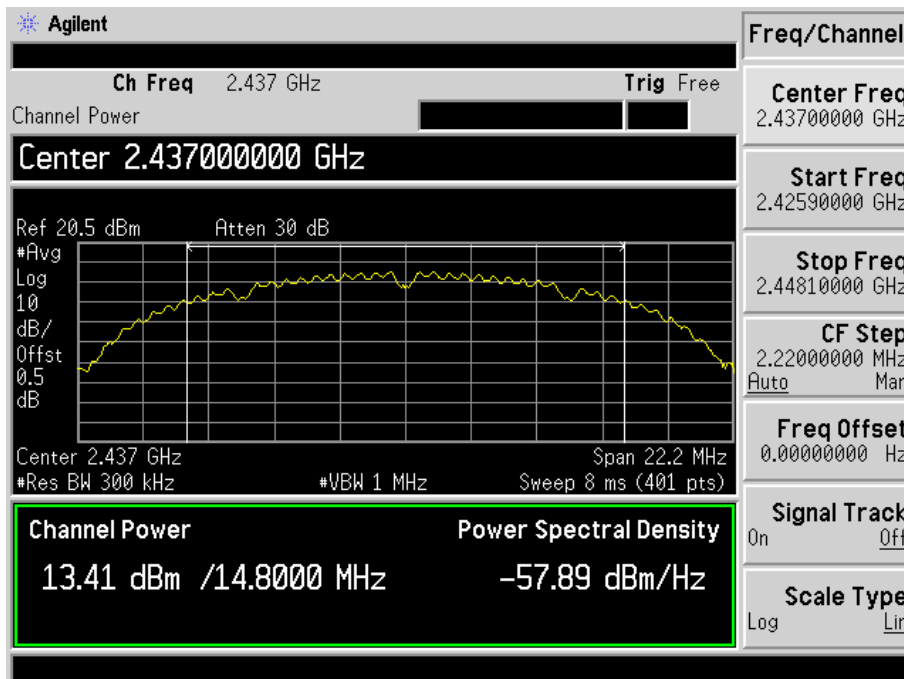 Agilent
Freq/Channel
Ch Freq 2.437 GHz Trig Free
Channel Power
Center 2.437000000 GHz
Ref 20.5 dBm Atten 30 dB
#Avg
Log
10
dB/
Offst
0.5
dB
Center 2.437 GHz Span 22.2 MHz
#Res BW 300 kHz #VBW 1 MHz Sweep 8 ms (401 pts)
Channel Power Power Spectral Density
13.41 dBm /14.8000 MHz -57.89 dBm/Hz
Center Freq
2.43700000 GHz
Start Freq
2.42590000 GHz
Stop Freq
2.44810000 GHz
CF Step
2.22000000 MHz
Auto Man
Freq Offset
0.00000000 Hz
Signal Track
On Off
Scale Type
Log Lin